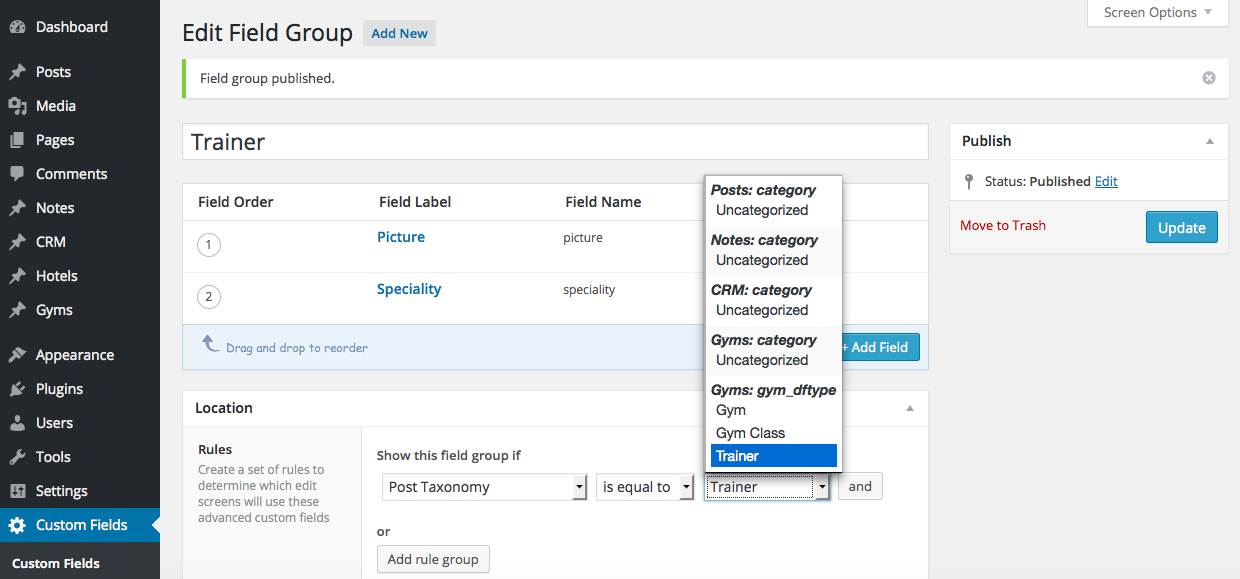 Dashboard
Posts
Media
Pages
Comments
Notes
CRM
Hotels
Gyms
Appearance
Plugins
Users
Tools
Settings
Custom Fields
Custom Fields
Screen Options
Edit Field Group Add New
Field group published.
Trainer
Field Order Field Label Field Name
1 Picture picture
2 Speciality speciality
Drag and drop to reorder
+ Add Field
Location
Rules
Create a set of rules to
determine which edit
screens will use these
advanced custom fields
Show this field group if
Post Taxonomy is equal to Trainer and
or
Add rule group
Posts: category
Uncategorized
Notes: category
Uncategorized
CRM: category
Uncategorized
Gyms: category
Uncategorized
Gyms: gym_dftype
Gym
Gym Class
Trainer
Publish
Status: Published Edit
Move to Trash Update